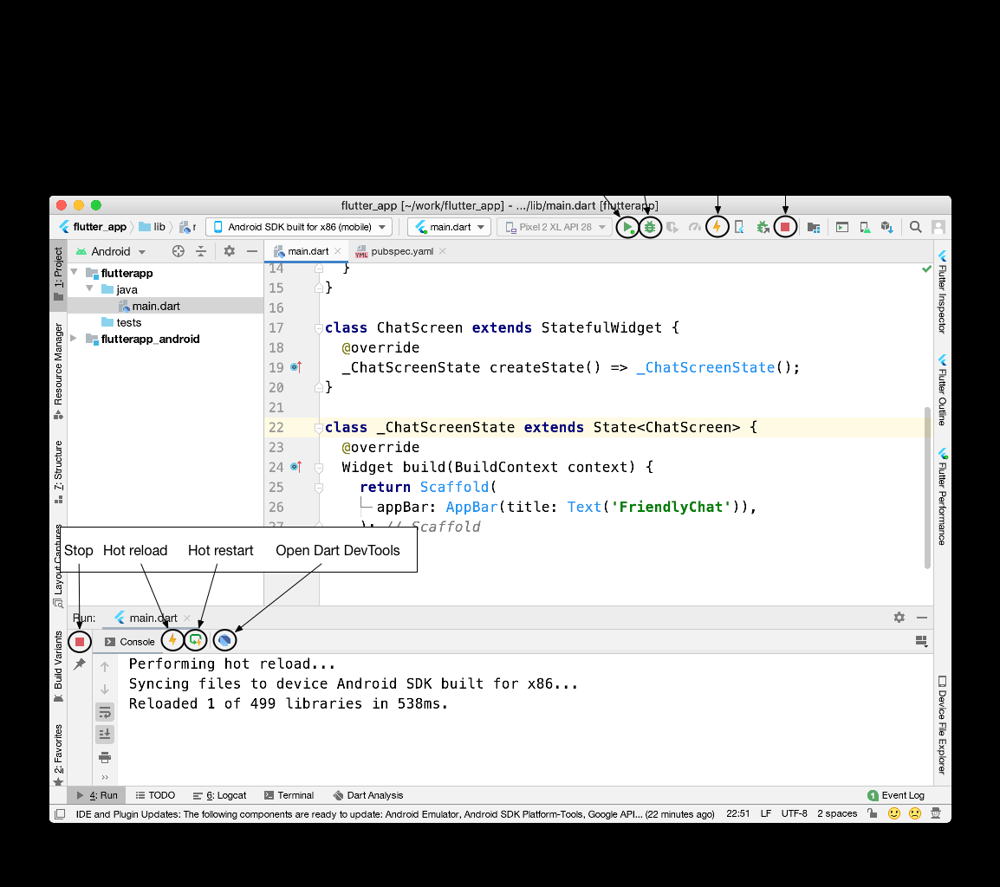 flutter_app [~/work/flutter_app] - .../lib/main.dart [flutterapp]
flutter_app lib Android SDK built for x86 (mobile) main.dart Pixel 2 XL API 28
1: Project
Resource Manager
7: Structure
Layout Captures
Build Variants
2: Favorites
Android
flutterapp
java
main.dart
tests
flutterapp_android
main.dart pubspec.yaml
14 }
15 }
16
17 class ChatScreen extends StatefulWidget {
18 @override
19 _ChatScreenState createState() => _ChatScreenState();
20 }
21
22 class _ChatScreenState extends State<ChatScreen> {
23 @override
24 Widget build(BuildContext context) {
25 return Scaffold(
26 appBar: AppBar(title: Text('FriendlyChat')),
27 ); // Scaffold
Flutter Inspector
Flutter Outline
Flutter Performance
Device File Explorer
Stop Hot reload Hot restart Open Dart DevTools
Run: main.dart
Console
Performing hot reload...
Syncing files to device Android SDK built for x86...
Reloaded 1 of 499 libraries in 538ms.
4: Run TODO 6: Logcat Terminal Dart Analysis 1 Event Log
IDE and Plugin Updates: The following components are ready to update: Android Emulator, Android SDK Platform-Tools, Google API... (22 minutes ago) 22:51 LF UTF-8 2 spaces